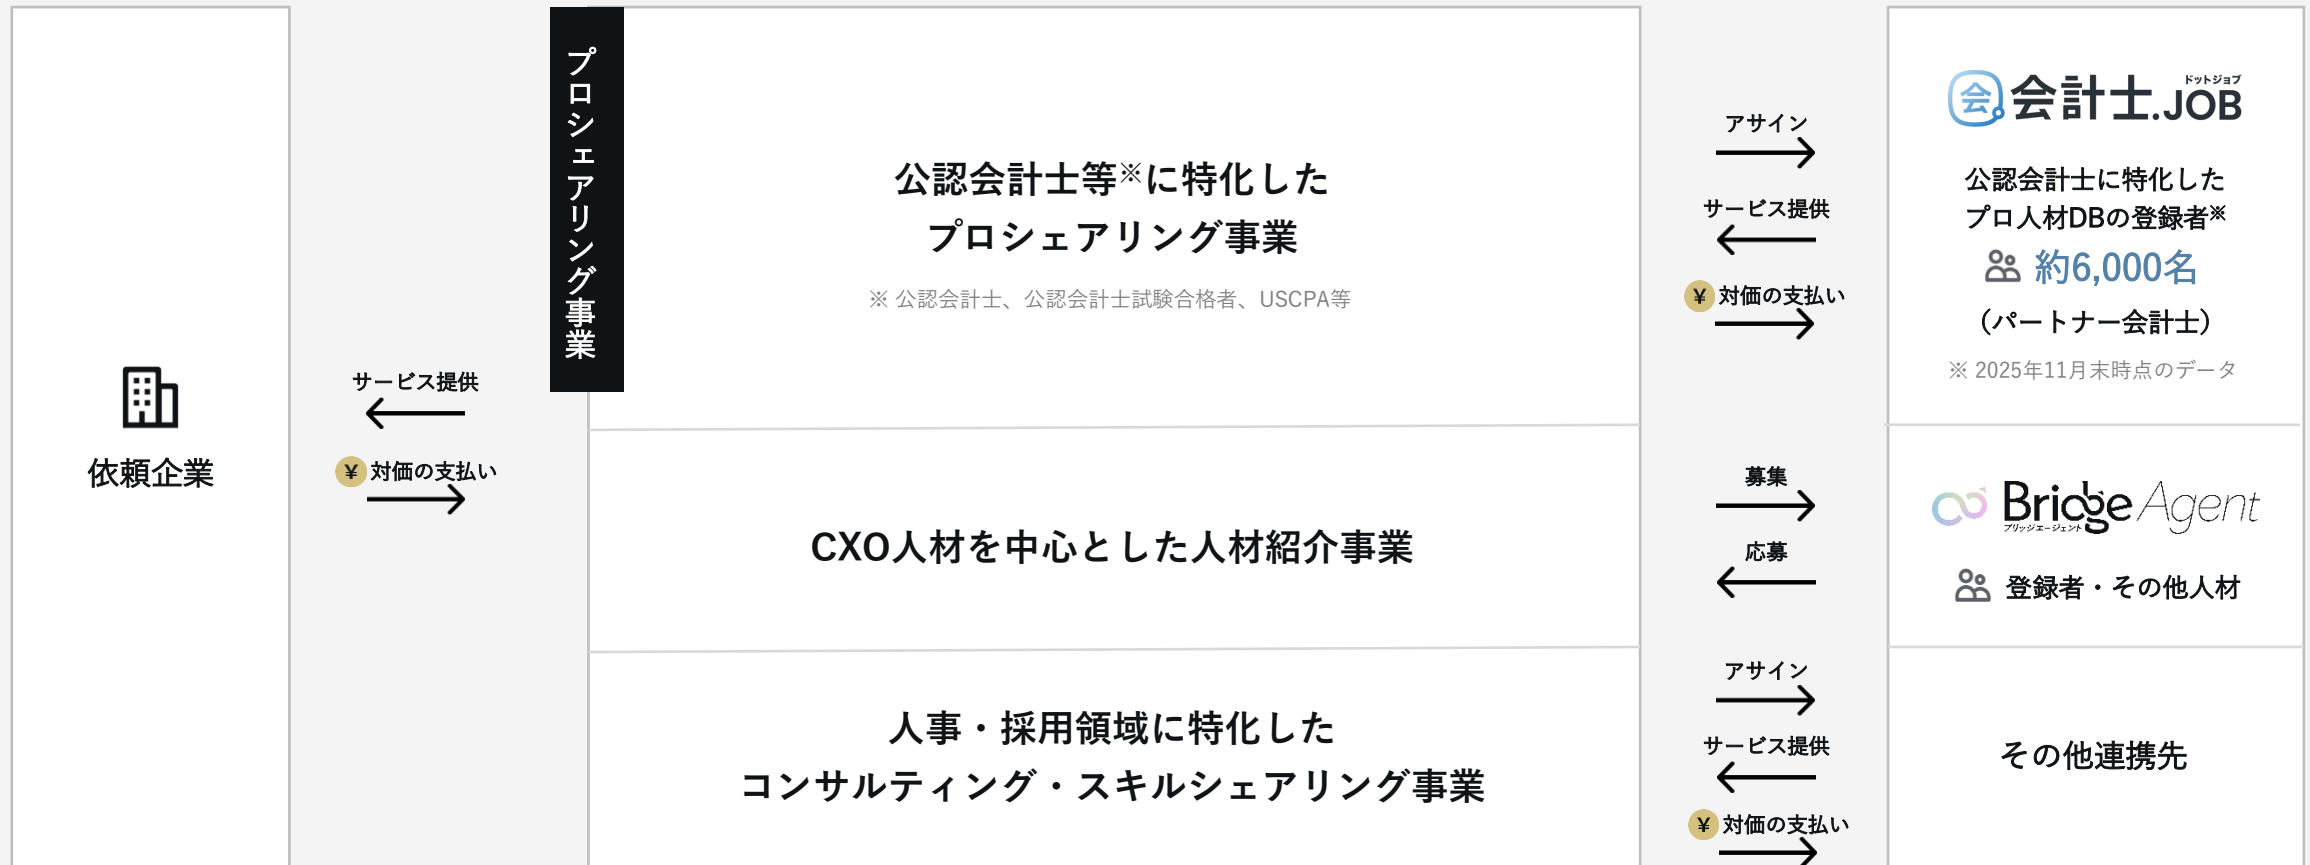 依頼企業
サービス提供
¥ 対価の支払い
プロシェアリング事業
公認会計士等※に特化した
プロシェアリング事業
※ 公認会計士、公認会計士試験合格者、USCPA等
アサイン
サービス提供
¥ 対価の支払い
会 会計士.JOB
ドットジョブ
公認会計士に特化した
プロ人材DBの登録者※
約6,000名
（パートナー会計士）
※ 2025年11月末時点のデータ
CXO人材を中心とした人材紹介事業
募集
応募
Bridge Agent
ブリッジエージェント
登録者・その他人材
人事・採用領域に特化した
コンサルティング・スキルシェアリング事業
アサイン
サービス提供
¥ 対価の支払い
その他連携先